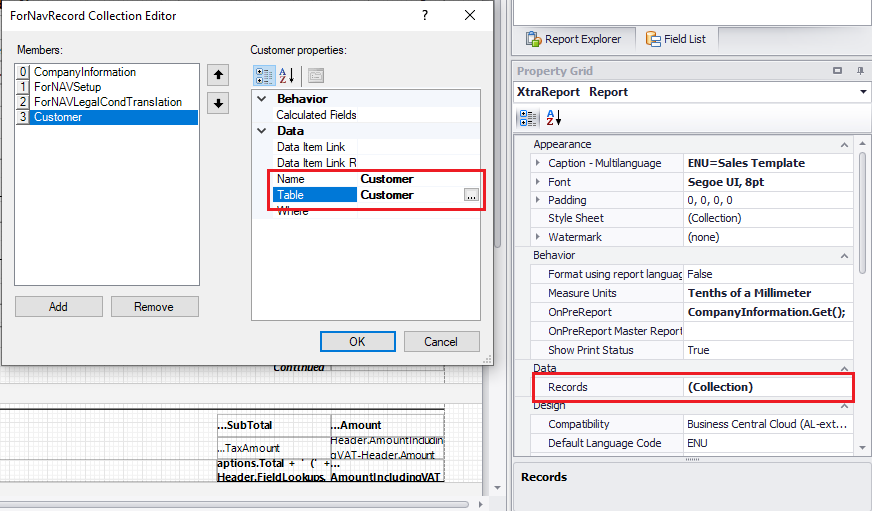 ForNavRecord Collection Editor
?
Members:
0 CompanyInformation
1 ForNAVSetup
2 ForNAVLegalCondTranslation
3 Customer
Add
Remove
Customer properties:
Behavior
Calculated Fields
Data
Data Item Link
Data Item Link R
Name Customer
Table Customer ...
Where
OK
Cancel
Continued
...SubTotal
...Amount
...TaxAmount
Header.AmountIncludin
gVAT-Header.Amount
aptions.Total + ' (' + ...
Header.FieldLookups.
AmountIncludingVAT
Report Explorer
Field List
Property Grid
XtraReport Report
Appearance
Caption - Multilanguage ENU=Sales Template
Font Segoe UI, 8pt
Padding 0, 0, 0, 0
Style Sheet (Collection)
Watermark (none)
Behavior
Format using report languag False
Measure Units Tenths of a Millimeter
OnPreReport CompanyInformation.Get();
OnPreReport Master Report
Show Print Status True
Data
Records (Collection)
Design
Compatibility Business Central Cloud (AL-ext...
Default Language Code ENU
Records